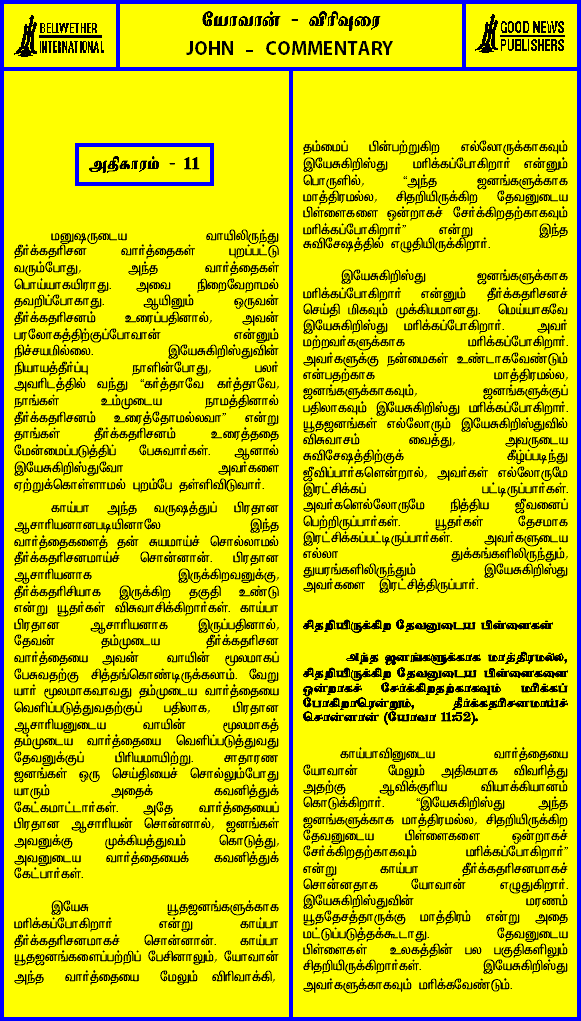 BELWETHER
INTERNATIONAL
யோவான் - விரிவுரை
JOHN - COMMENTARY
GOOD NEWS
PUBLISHERS
அதிகாரம் - 11
மனுஷருடைய வாயிலிருந்து
தீர்க்கதரிசன வார்த்தைகள் புறப்பட்டு
வரும்போது, அந்த வார்த்தைகள்
பொய்யாகயிராது. அவை நிறைவேறாமல்
தவறிப்போகாது. ஆயினும் ஒருவன்
தீர்க்கதரிசனம் உரைப்பதினால், அவன்
பரலோகத்திற்குப்போவான் என்னும்
நிச்சயமில்லை. இயேசுகிறிஸ்துவின்
நியாயத்தீர்ப்பு நாளின்போது, பலர்
அவரிடத்தில் வந்து “கர்த்தாவே கர்த்தாவே,
நாங்கள் உம்முடைய நாமத்தினால்
தீர்க்கதரிசனம் உரைத்தோமல்லவா” என்று
தாங்கள் தீர்க்கதரிசனம் உரைத்ததை
மேன்மைப்படுத்திப் பேசுவார்கள். ஆனால்
இயேசுகிறிஸ்துவோ அவர்களை
ஏற்றுக்கொள்ளாமல் புறம்பே தள்ளிவிடுவார்.
காய்பா அந்த வருஷத்துப் பிரதான
ஆசாரியனானபடியினாலே இந்த
வார்த்தைகளைத் தன் சுயமாய்ச் சொல்லாமல்
தீர்க்கதரிசனமாய்ச் சொன்னான். பிரதான
ஆசாரியனாக இருக்கிறவனுக்கு,
தீர்க்கதரிசியாக இருக்கிற தகுதி உண்டு
என்று யூதர்கள் விசுவாசிக்கிறார்கள். காய்பா
பிரதான ஆசாரியனாக இருப்பதினால்,
தேவன் தம்முடைய தீர்க்கதரிசன
வார்த்தையை அவன் வாயின் மூலமாகப்
பேசுவதற்கு சித்தங்கொண்டிருக்கலாம். வேறு
யார் மூலமாகவாவது தம்முடைய வார்த்தையை
வெளிப்படுத்துவதற்குப் பதிலாக, பிரதான
ஆசாரியனுடைய வாயின் மூலமாகத்
தம்முடைய வார்த்தையை வெளிப்படுத்துவது
தேவனுக்குப் பிரியமாயிற்று. சாதாரண
ஜனங்கள் ஒரு செய்தியைச் சொல்லும்போது
யாரும் அதைக் கவனித்துக்
கேட்கமாட்டார்கள். அதே வார்த்தையைப்
பிரதான ஆசாரியன் சொன்னால், ஜனங்கள்
அவனுக்கு முக்கியத்துவம் கொடுத்து,
அவனுடைய வார்த்தையைக் கவனித்துக்
கேட்பார்கள்.
இயேசு யூதஜனங்களுக்காக
மரிக்கப்போகிறார் என்று காய்பா
தீர்க்கதரிசனமாகச் சொன்னான். காய்பா
யூதஜனங்களைப்பற்றிப் பேசினாலும், யோவான்
அந்த வார்த்தையை மேலும் விரிவாக்கி,
தம்மைப் பின்பற்றுகிற எல்லோருக்காகவும்
இயேசுகிறிஸ்து மரிக்கப்போகிறார் என்னும்
பொருளில், “அந்த ஜனங்களுக்காக
மாத்திரமல்ல, சிதறியிருக்கிற தேவனுடைய
பிள்ளைகளை ஒன்றாகச் சேர்க்கிறதற்காகவும்
மரிக்கப்போகிறார்” என்று இந்த
சுவிசேஷத்தில் எழுதியிருக்கிறார்.
இயேசுகிறிஸ்து ஜனங்களுக்காக
மரிக்கப்போகிறார் என்னும் தீர்க்கதரிசனச்
செய்தி மிகவும் முக்கியமானது. மெய்யாகவே
இயேசுகிறிஸ்து மரிக்கப்போகிறார். அவர்
மற்றவர்களுக்காக மரிக்கப்போகிறார்.
அவர்களுக்கு நன்மைகள் உண்டாகவேண்டும்
என்பதற்காக மாத்திரமல்ல,
ஜனங்களுக்காகவும், ஜனங்களுக்குப்
பதிலாகவும் இயேசுகிறிஸ்து மரிக்கப்போகிறார்.
யூதஜனங்கள் எல்லோரும் இயேசுகிறிஸ்துவில்
விசுவாசம் வைத்து, அவருடைய
சுவிசேஷத்திற்குக் கீழ்ப்படிந்து
ஜீவிப்பார்களென்றால், அவர்கள் எல்லோருமே
இரட்சிக்கப் பட்டிருப்பார்கள்.
அவர்களெல்லோருமே நித்திய ஜீவனைப்
பெற்றிருப்பார்கள். யூதர்கள் தேசமாக
இரட்சிக்கப்பட்டிருப்பார்கள். அவர்களுடைய
எல்லா துக்கங்களிலிருந்தும்,
துயரங்களிலிருந்தும் இயேசுகிறிஸ்து
அவர்களை இரட்சித்திருப்பார்.
சிதறியிருக்கிற தேவனுடைய பிள்ளைகள்
அந்த ஜனங்களுக்காக மாத்திரமல்ல,
சிதறியிருக்கிற தேவனுடைய பிள்ளைகளை
ஒன்றாகச் சேர்க்கிறதற்காகவும் மரிக்கப்
போகிறாரென்றும், தீர்க்கதரிசனமாய்ச்
சொன்னான் (யோவா 11:52).
காய்பாவினுடைய வார்த்தையை
யோவான் மேலும் அதிகமாக விவரித்து
அதற்கு ஆவிக்குரிய வியாக்கியானம்
கொடுக்கிறார். “இயேசுகிறிஸ்து அந்த
ஜனங்களுக்காக மாத்திரமல்ல, சிதறியிருக்கிற
தேவனுடைய பிள்ளைகளை ஒன்றாகச்
சேர்க்கிறதற்காகவும் மரிக்கப்போகிறார்”
என்று காய்பா தீர்க்கதரிசனமாகச்
சொன்னதாக யோவான் எழுதுகிறார்.
இயேசுகிறிஸ்துவின் மரணம்
யூததேசத்தாருக்கு மாத்திரம் என்று அதை
மட்டுப்படுத்தக்கூடாது. தேவனுடைய
பிள்ளைகள் உலகத்தின் பல பகுதிகளிலும்
சிதறியிருக்கிறார்கள். இயேசுகிறிஸ்து
அவர்களுக்காகவும் மரிக்கவேண்டும்.